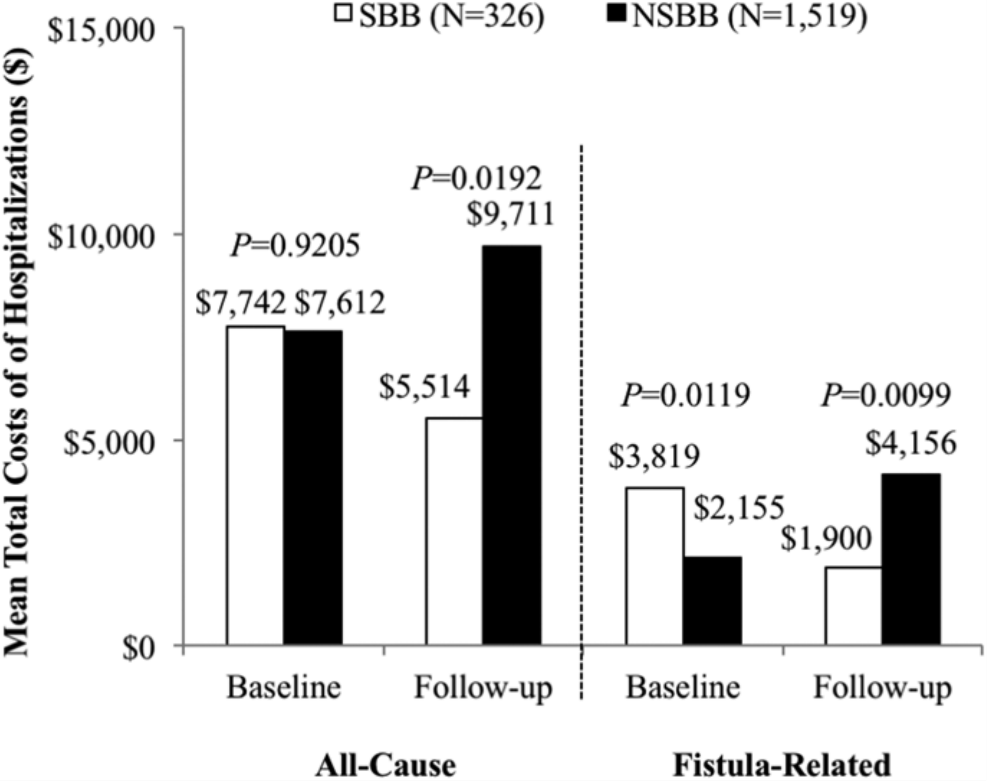 SBB (N=326) NSBB (N=1,519)
Mean Total Costs of of Hospitalizations ($)
$15,000
$10,000
$5,000
$0
P=0.9205
$7,742 $7,612
P=0.0192
$9,711
$5,514
P=0.0119
$3,819
$2,155
P=0.0099
$4,156
$1,900
Baseline Follow-up Baseline Follow-up
All-Cause Fistula-Related